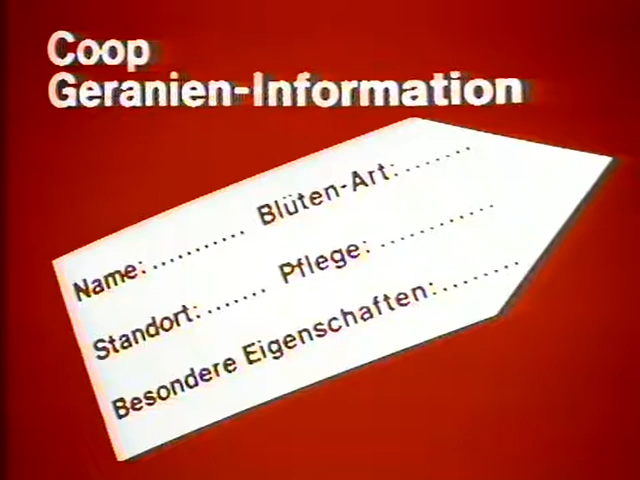 Coop
Geranien-Information
Name:........... Blüten-Art:........
Standort:....... Pflege:.............
Besondere Eigenschaften:.........